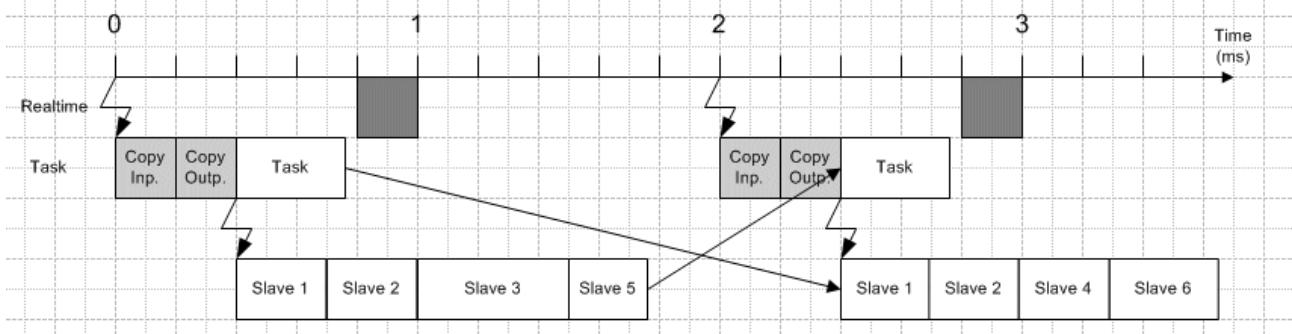 0 1 2 3
Time
(ms)
Realtime
Task
Copy
Inp.
Copy
Outp.
Task
Copy
Inp.
Copy
Outp.
Task
Slave 1
Slave 2
Slave 3
Slave 5
Slave 1
Slave 2
Slave 4
Slave 6